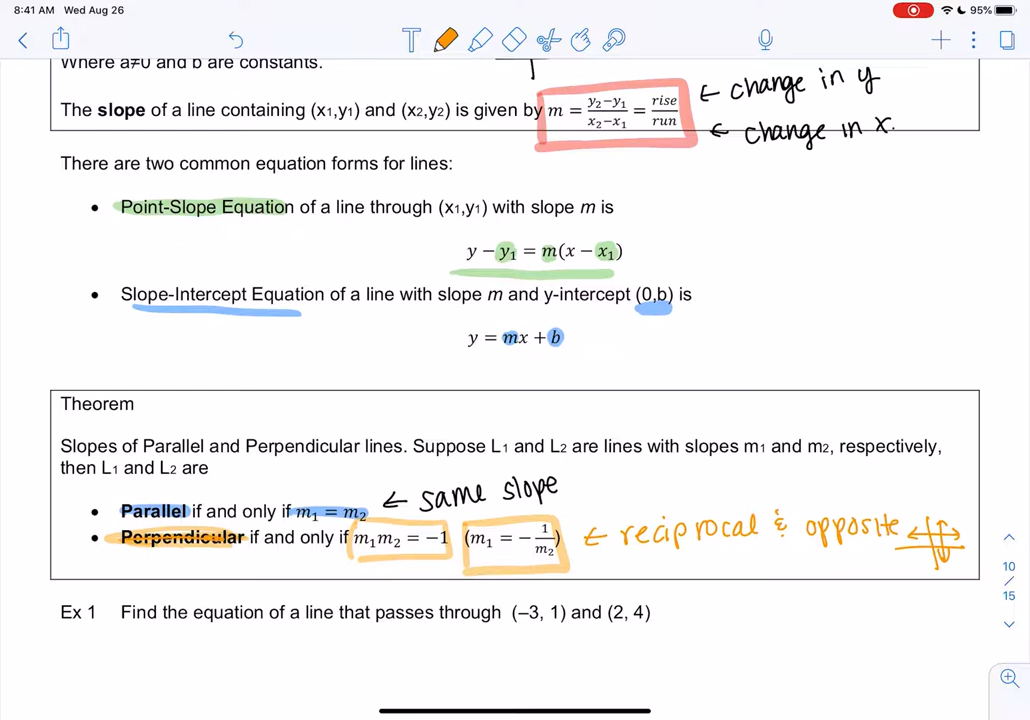 8:41 AM Wed Aug 26
95%
Where a≠0 and b are constants.
The slope of a line containing (x1,y1) and (x2,y2) is given by m = y₂−y₁ / x₂−x₁ = rise / run
← change in y
← change in x.
There are two common equation forms for lines:
• Point-Slope Equation of a line through (x1,y1) with slope m is
y − y₁ = m(x − x₁)
• Slope-Intercept Equation of a line with slope m and y-intercept (0,b) is
y = mx + b
Theorem
Slopes of Parallel and Perpendicular lines. Suppose L1 and L2 are lines with slopes m1 and m2, respectively,
then L1 and L2 are
• Parallel if and only if m₁ = m₂ ← same slope
• Perpendicular if and only if m₁m₂ = −1 (m₁ = − 1/m₂) ← reciprocal & opposite
10
/
15
Ex 1 Find the equation of a line that passes through (–3, 1) and (2, 4)